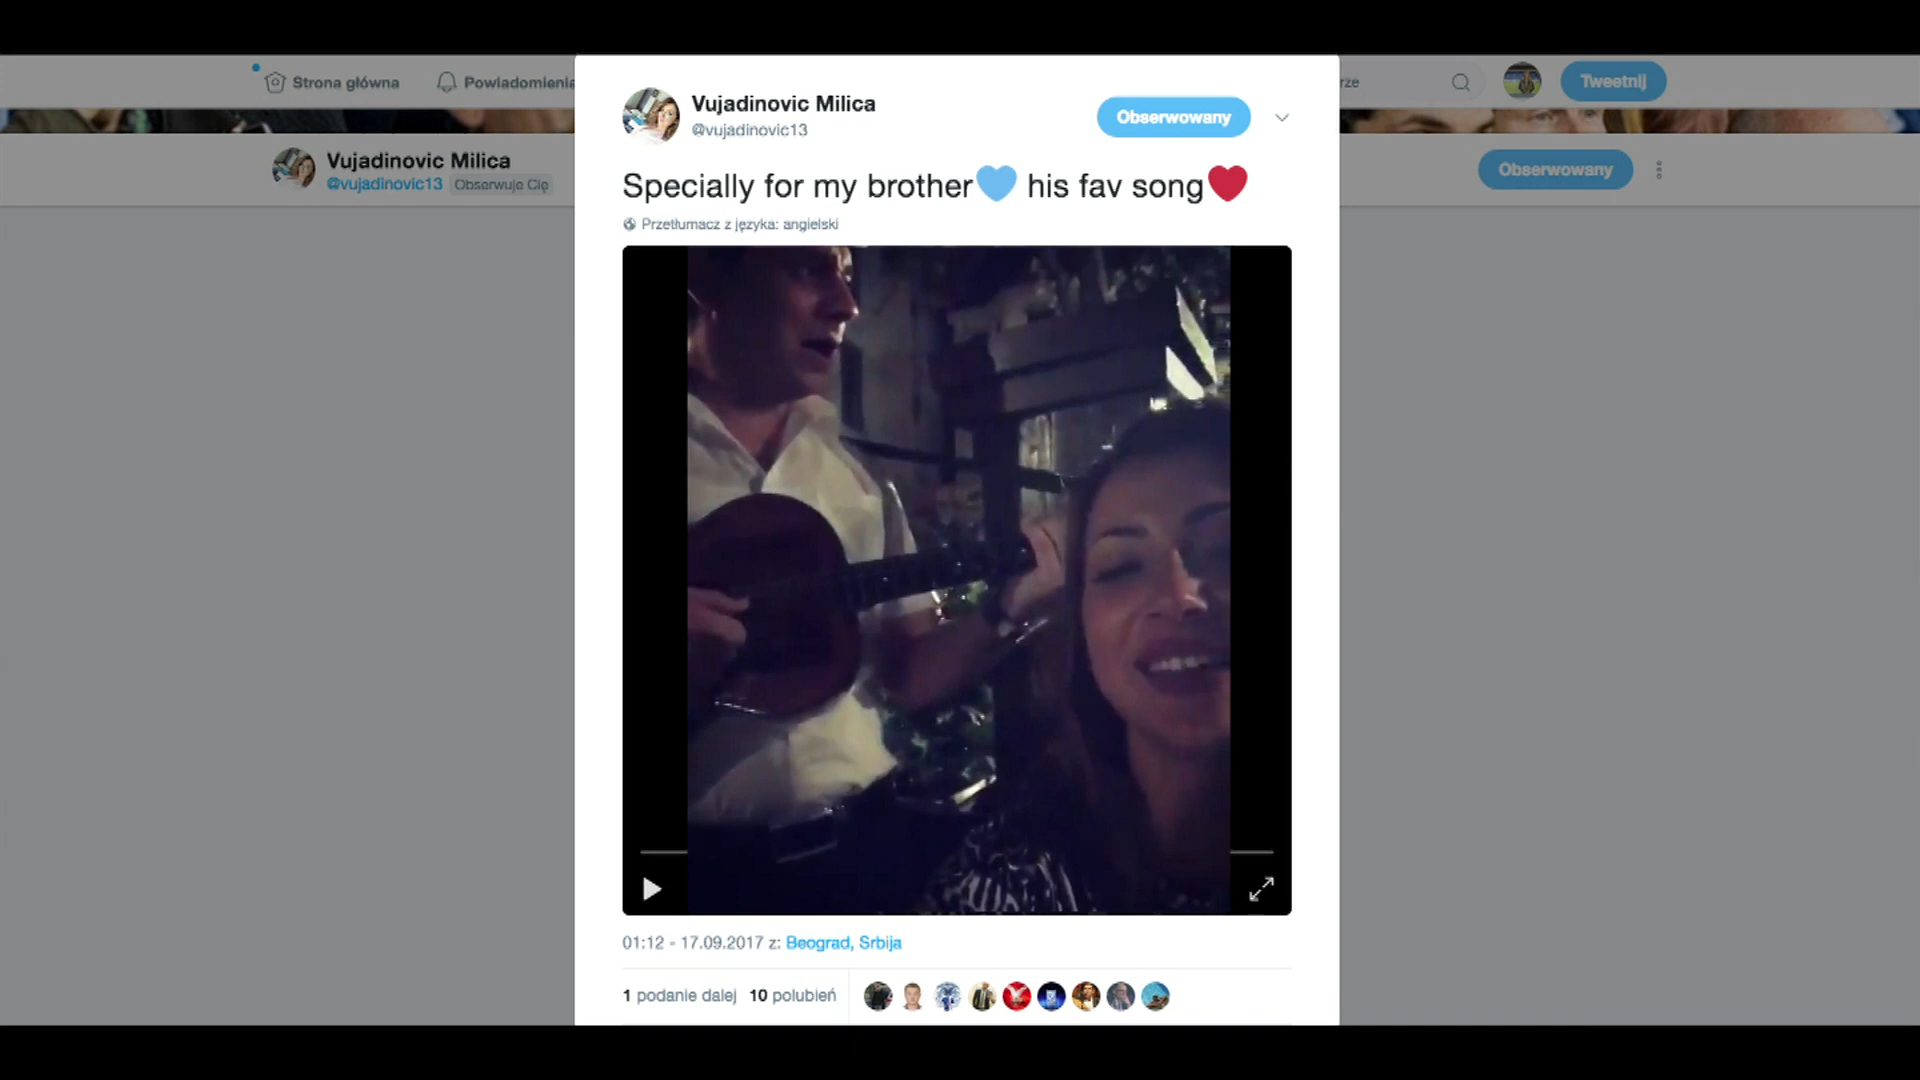 Strona główna
Powiadomienia
rze
Tweetnij
Vujadinovic Milica
@vujadinovic13
Obserwuje Cię
Obserwowany
Vujadinovic Milica
@vujadinovic13
Obserwowany
Specially for my brother💙 his fav song❤️
Przetłumacz z języka: angielski
01:12 - 17.09.2017 z: Beograd, Srbija
1 podanie dalej 10 polubień